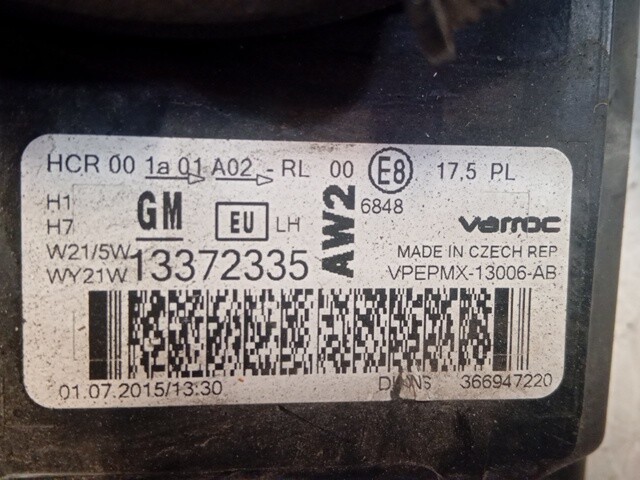 HCR 00 1a 01 A02 - RL 00 E8 17,5 PL
H1
H7
W21/5W
WY21W
GM
EU LH
13372335
AW2
6848
varroc
MADE IN CZECH REP
VPEPMX-13006-AB
01.07.2015/13:30
366947220